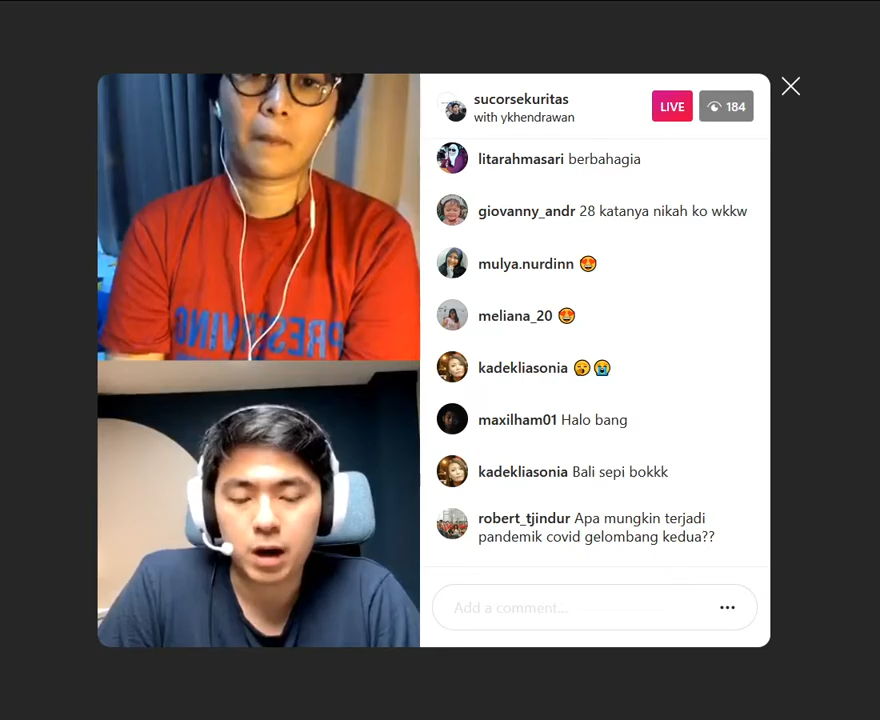 sucorsekuritas
with ykhendrawan
LIVE
184
litarahmasari berbahagia
giovanny_andr 28 katanya nikah ko wkkw
mulya.nurdinn 😍
meliana_20 😍
kadekliasonia 🥱😭
maxilham01 Halo bang
kadekliasonia Bali sepi bokkk
robert_tjindur Apa mungkin terjadi
pandemik covid gelombang kedua??
Add a comment...
PRESERVING